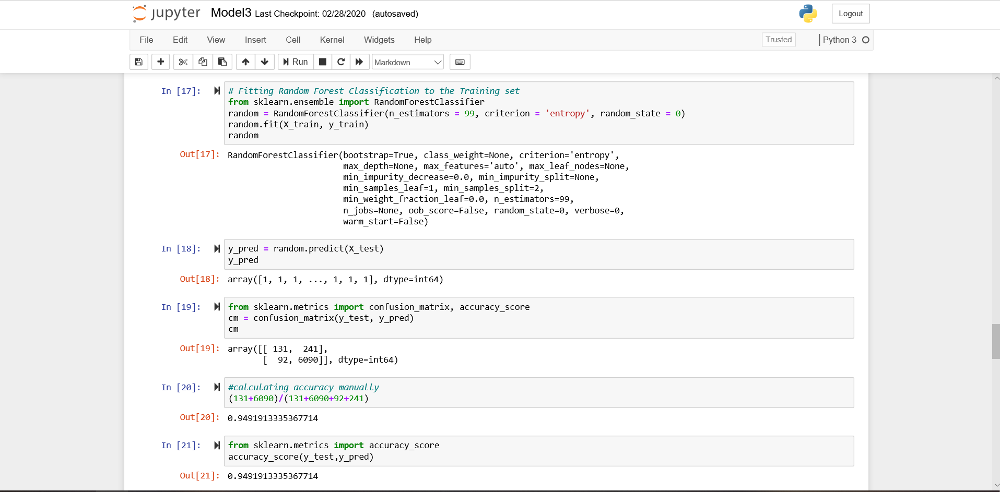 jupyter Model3 Last Checkpoint: 02/28/2020 (autosaved) Logout
File Edit View Insert Cell Kernel Widgets Help Trusted Python 3
Run Markdown
In [17]: # Fitting Random Forest Classification to the Training set
from sklearn.ensemble import RandomForestClassifier
random = RandomForestClassifier(n_estimators = 99, criterion = 'entropy', random_state = 0)
random.fit(X_train, y_train)
random
Out[17]: RandomForestClassifier(bootstrap=True, class_weight=None, criterion='entropy',
max_depth=None, max_features='auto', max_leaf_nodes=None,
min_impurity_decrease=0.0, min_impurity_split=None,
min_samples_leaf=1, min_samples_split=2,
min_weight_fraction_leaf=0.0, n_estimators=99,
n_jobs=None, oob_score=False, random_state=0, verbose=0,
warm_start=False)
In [18]: y_pred = random.predict(X_test)
y_pred
Out[18]: array([1, 1, 1, ..., 1, 1, 1], dtype=int64)
In [19]: from sklearn.metrics import confusion_matrix, accuracy_score
cm = confusion_matrix(y_test, y_pred)
cm
Out[19]: array([[ 131,  241],
[  92, 6090]], dtype=int64)
In [20]: #calculating accuracy manually
(131+6090)/(131+6090+92+241)
Out[20]: 0.9491913335367714
In [21]: from sklearn.metrics import accuracy_score
accuracy_score(y_test,y_pred)
Out[21]: 0.9491913335367714